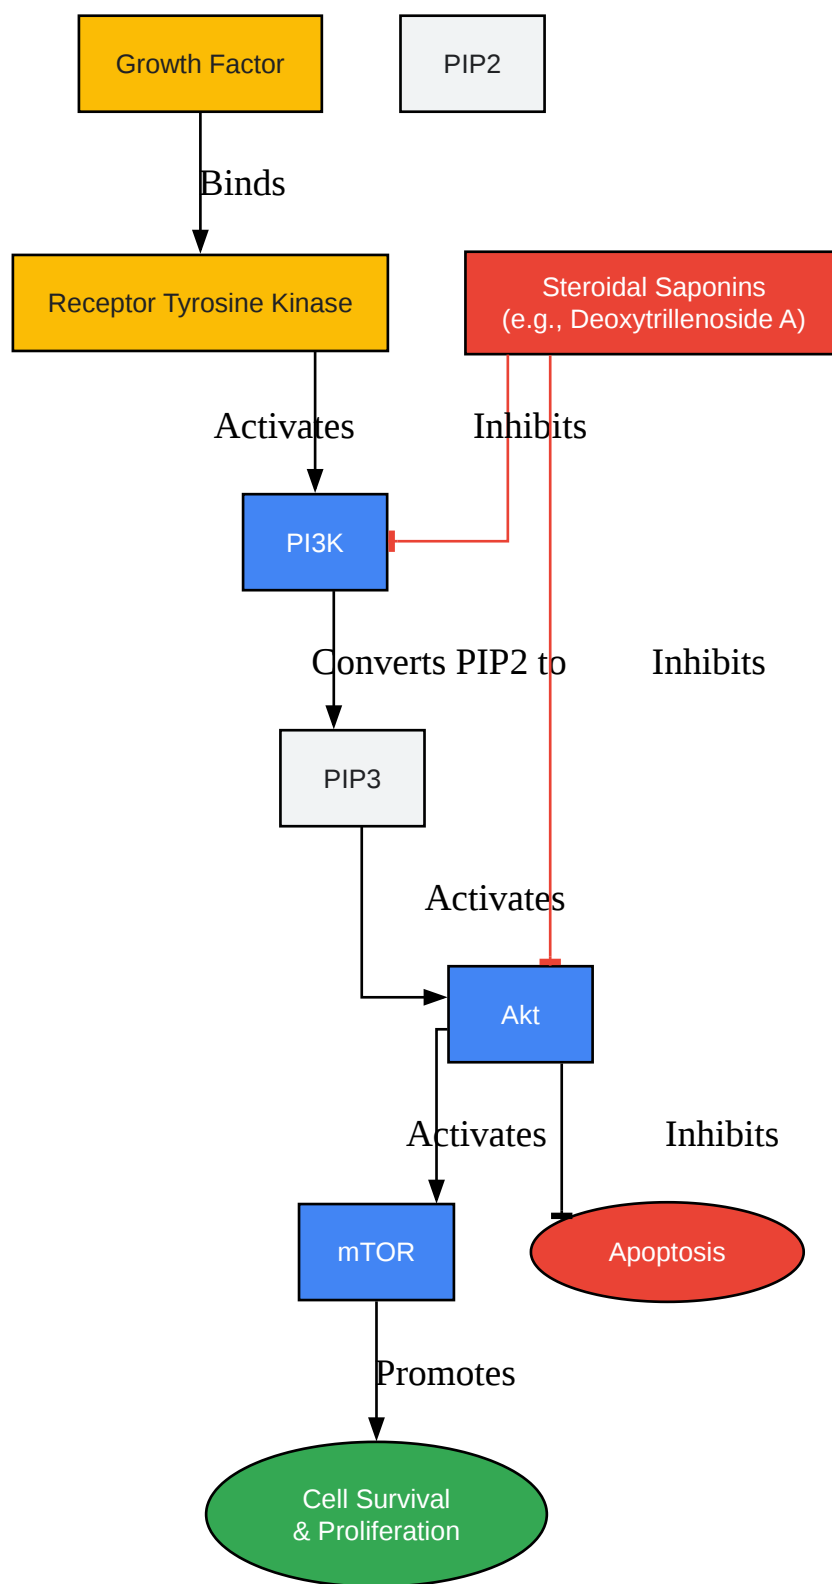 Growth Factor
PIP2
Binds
Receptor Tyrosine Kinase
Steroidal Saponins
(e.g., Deoxytrillenoside A)
Activates
Inhibits
PI3K
Converts PIP2 to
Inhibits
PIP3
Activates
Akt
Activates
Inhibits
mTOR
Apoptosis
Promotes
Cell Survival
& Proliferation